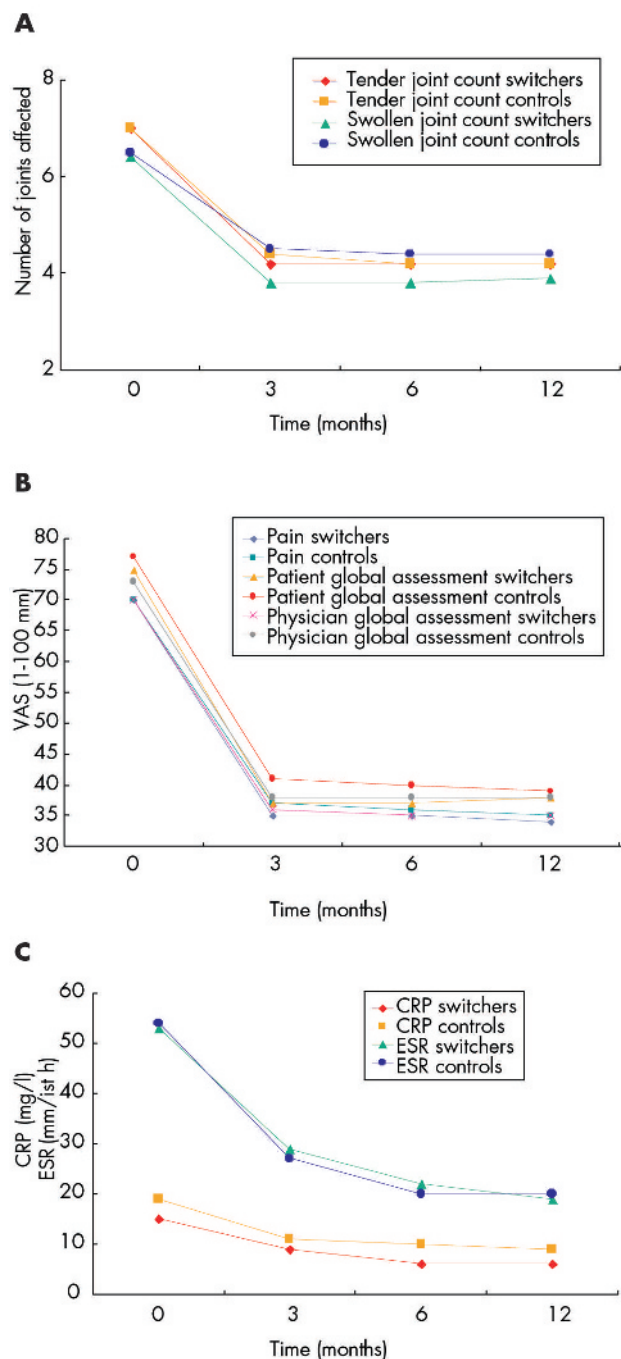 A
8
6
4
2
Number of joints affected
Tender joint count switchers
Tender joint count controls
Swollen joint count switchers
Swollen joint count controls
0 3 6 12
Time (months)
B
80
75
70
65
60
55
50
45
40
35
30
VAS (1-100 mm)
Pain switchers
Pain controls
Patient global assessment switchers
Patient global assessment controls
Physician global assessment switchers
Physician global assessment controls
0 3 6 12
Time (months)
C
60
50
40
30
20
10
0
CRP (mg/l)
ESR (mm/ist h)
CRP switchers
CRP controls
ESR switchers
ESR controls
0 3 6 12
Time (months)